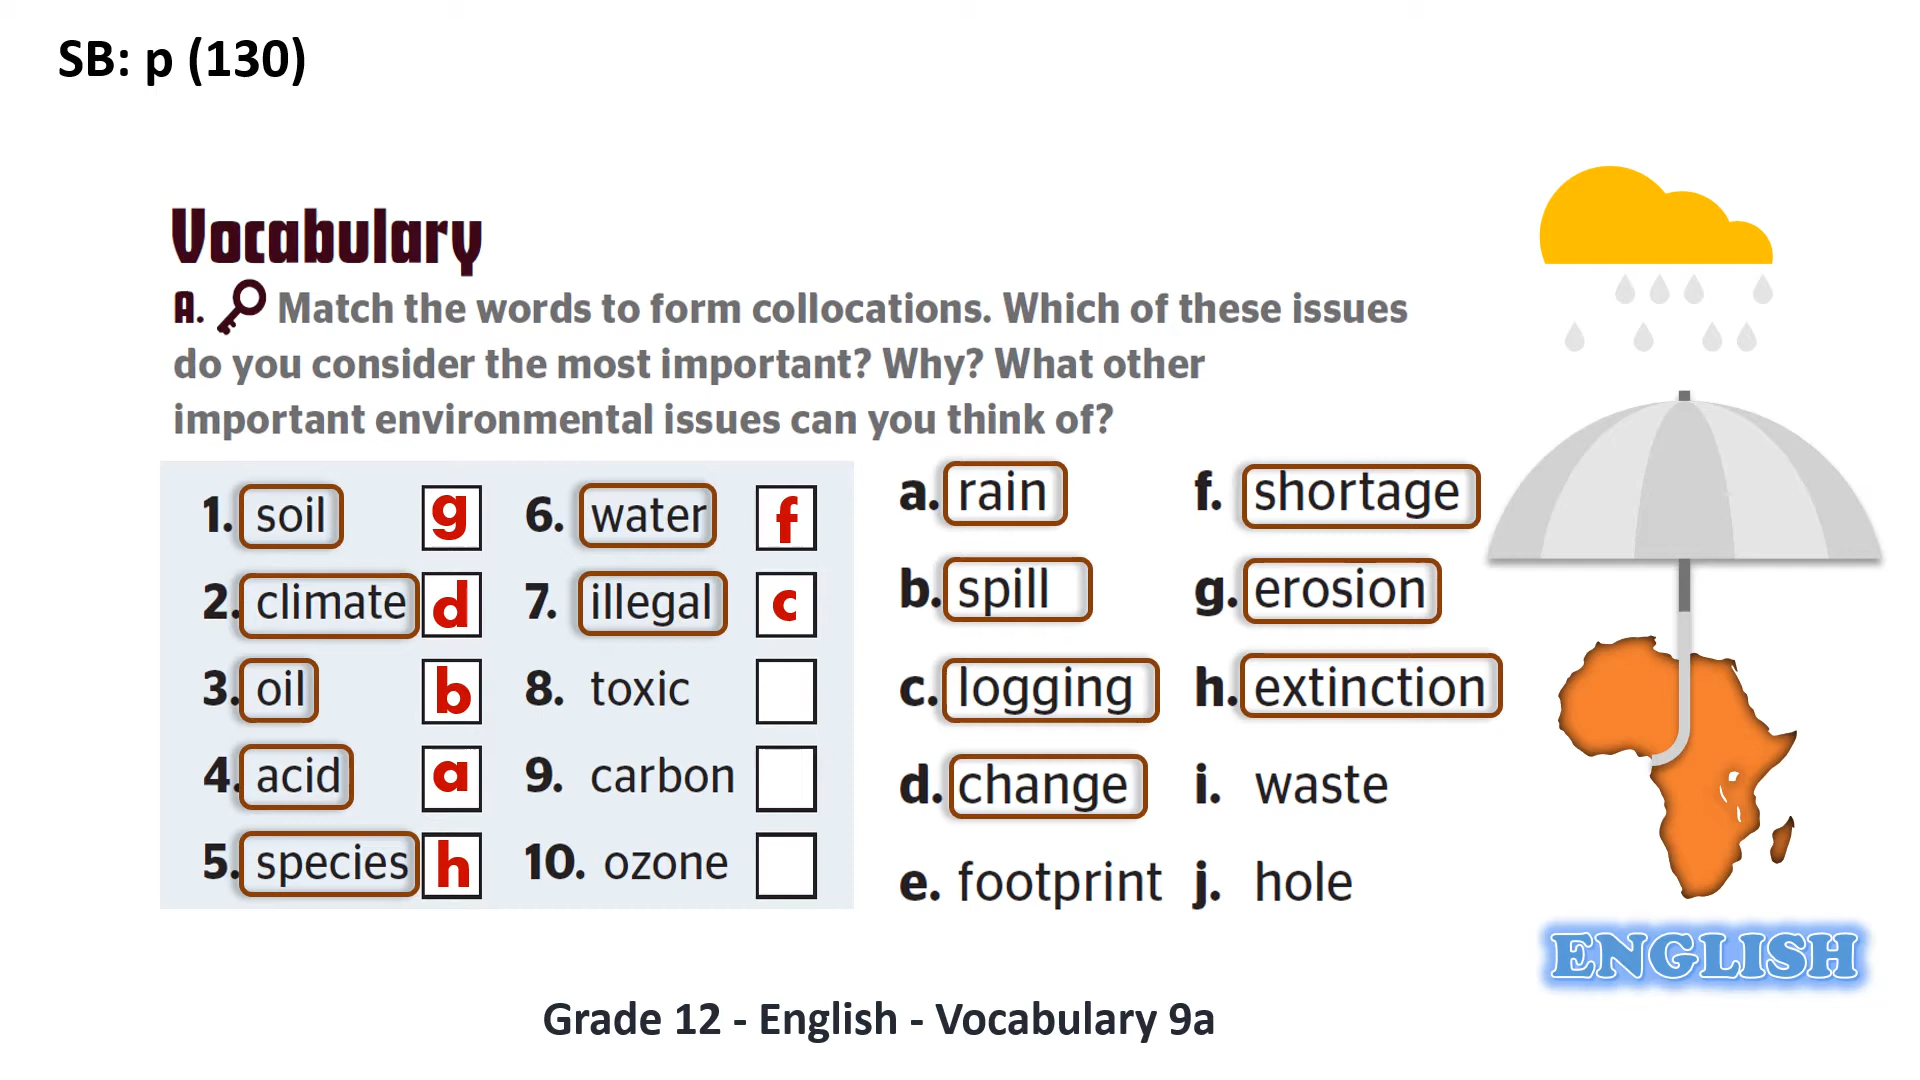 SB: p (130)
Vocabulary
A. Match the words to form collocations. Which of these issues
do you consider the most important? Why? What other
important environmental issues can you think of?
1. soil g 6. water f
2. climate d 7. illegal c
3. oil b 8. toxic
4. acid a 9. carbon
5. species h 10. ozone
a. rain f. shortage
b. spill g. erosion
c. logging h. extinction
d. change i. waste
e. footprint j. hole
ENGLISH
Grade 12 - English - Vocabulary 9a